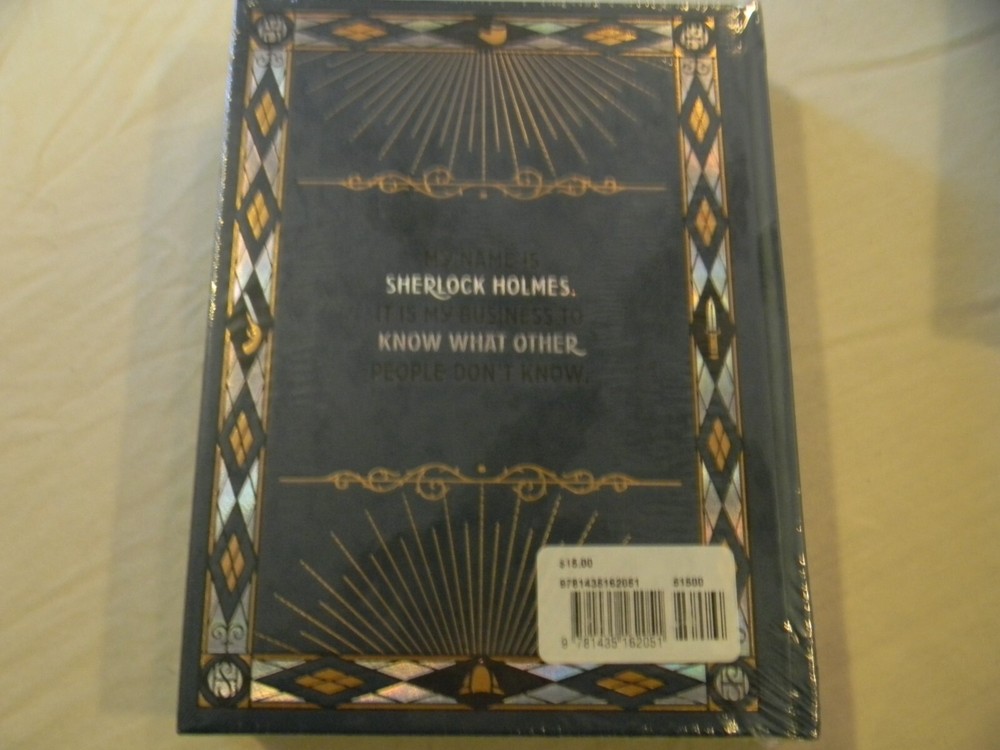 MY NAME IS
SHERLOCK HOLMES.
IT IS MY BUSINESS TO
KNOW WHAT OTHER
PEOPLE DON'T KNOW.
$15.00
9781435162051 51500
9 781435 162051